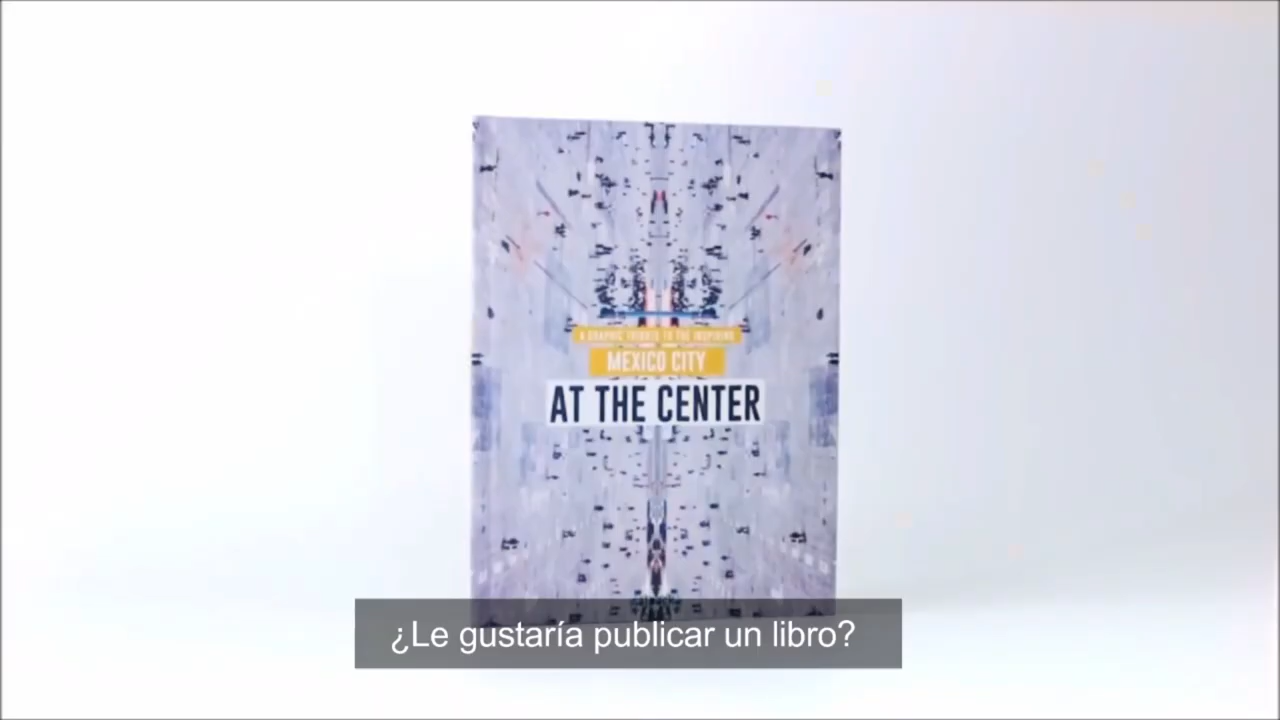 A GRAPHIC TRIBUTE TO THE INSPIRING
MEXICO CITY
AT THE CENTER
¿Le gustaría publicar un libro?